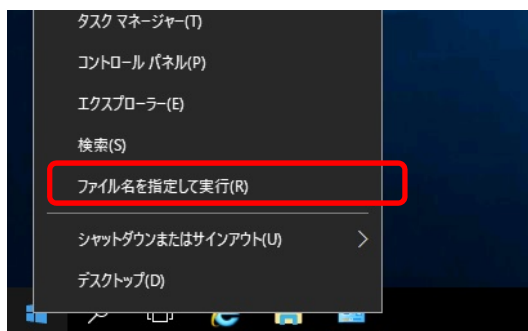 タスク マネージャー(T)
コントロール パネル(P)
エクスプローラー(E)
検索(S)
ファイル名を指定して実行(R)
シャットダウンまたはサインアウト(U)
デスクトップ(D)